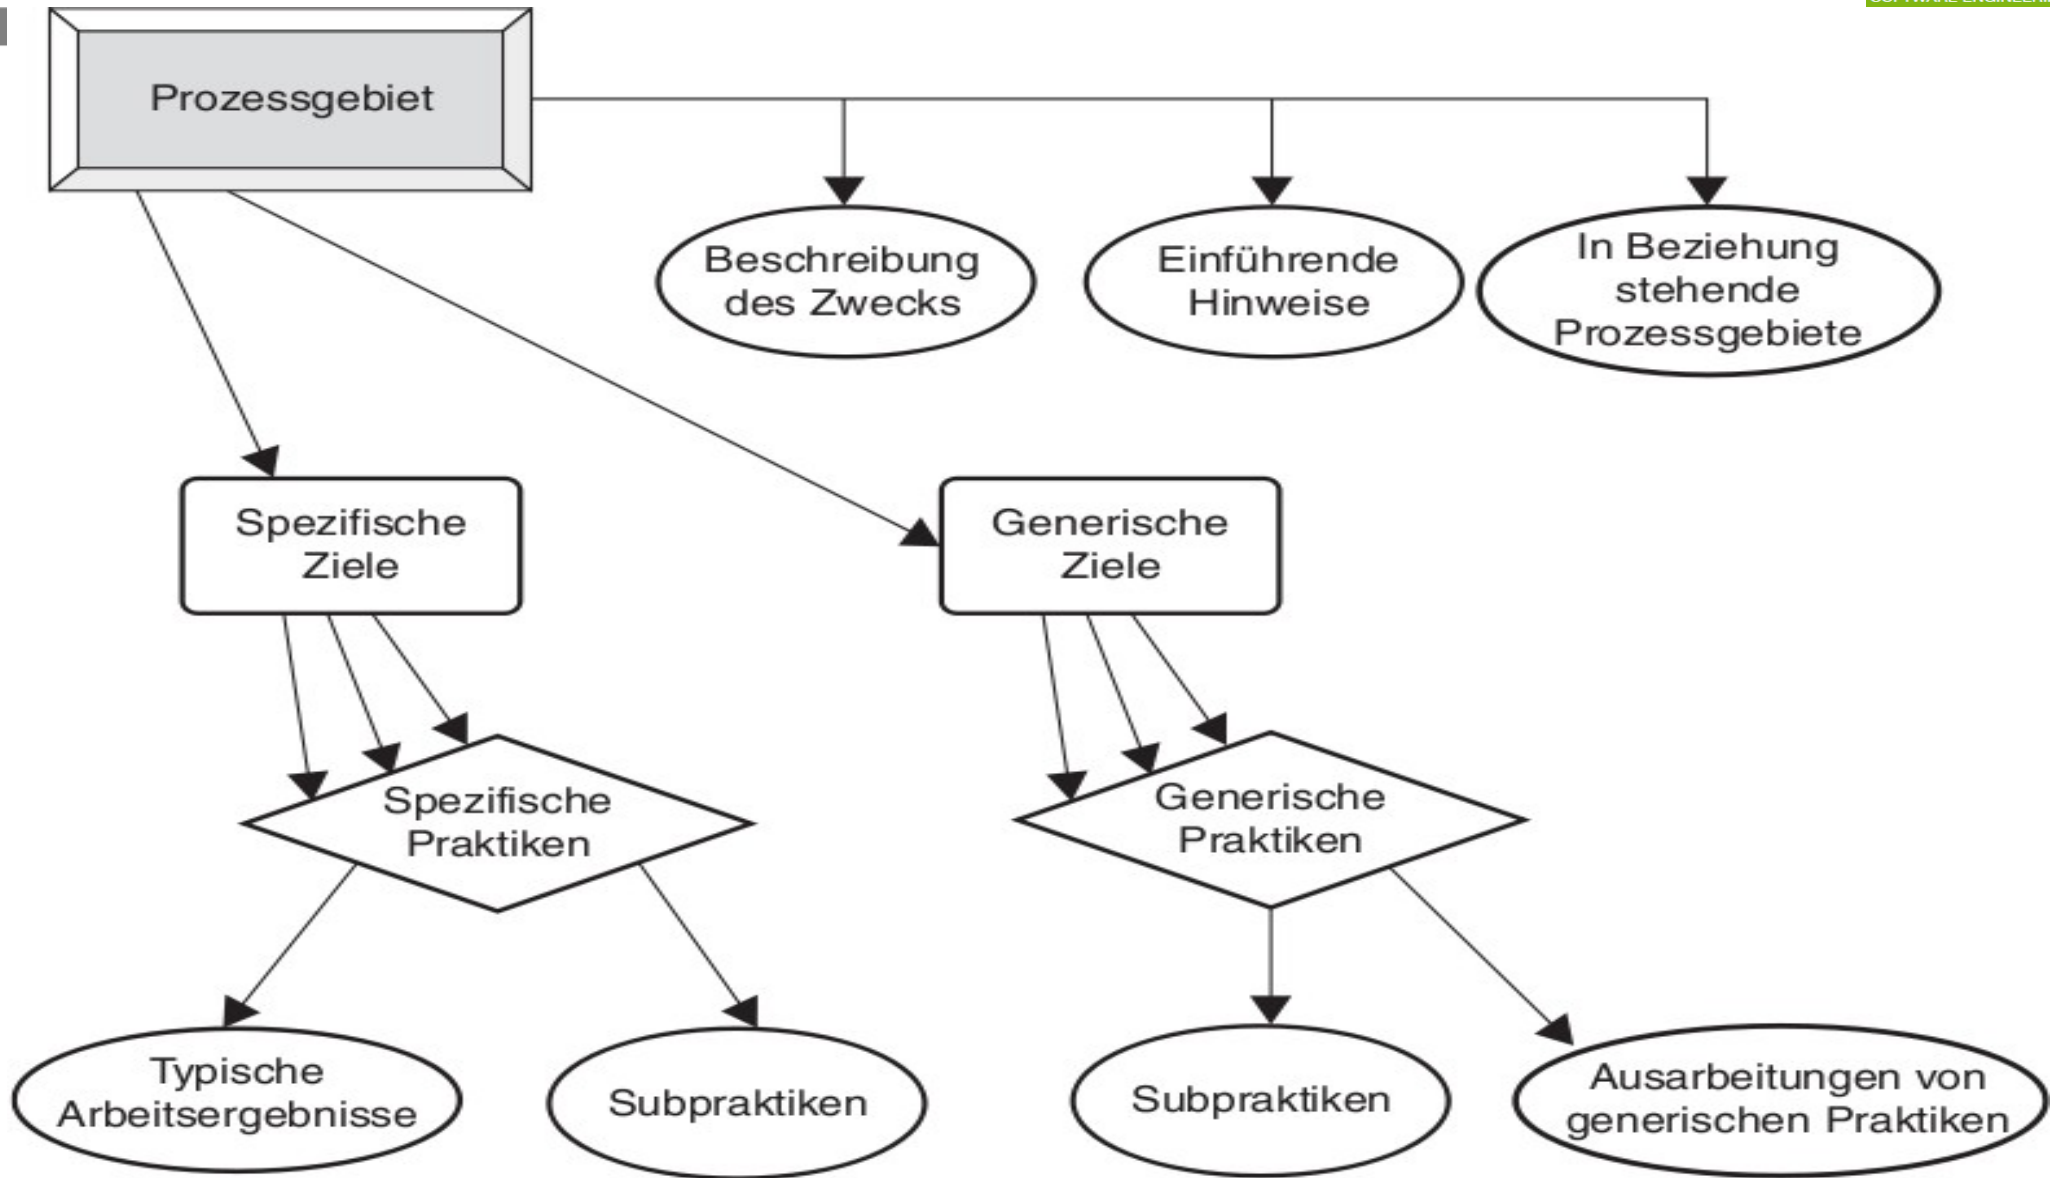 Prozessgebiet
Beschreibung
des Zwecks
Einführende
Hinweise
In Beziehung
stehende
Prozessgebiete
Spezifische
Ziele
Generische
Ziele
Spezifische
Praktiken
Generische
Praktiken
Typische
Arbeitsergebnisse
Subpraktiken
Subpraktiken
Ausarbeitungen von
generischen Praktiken